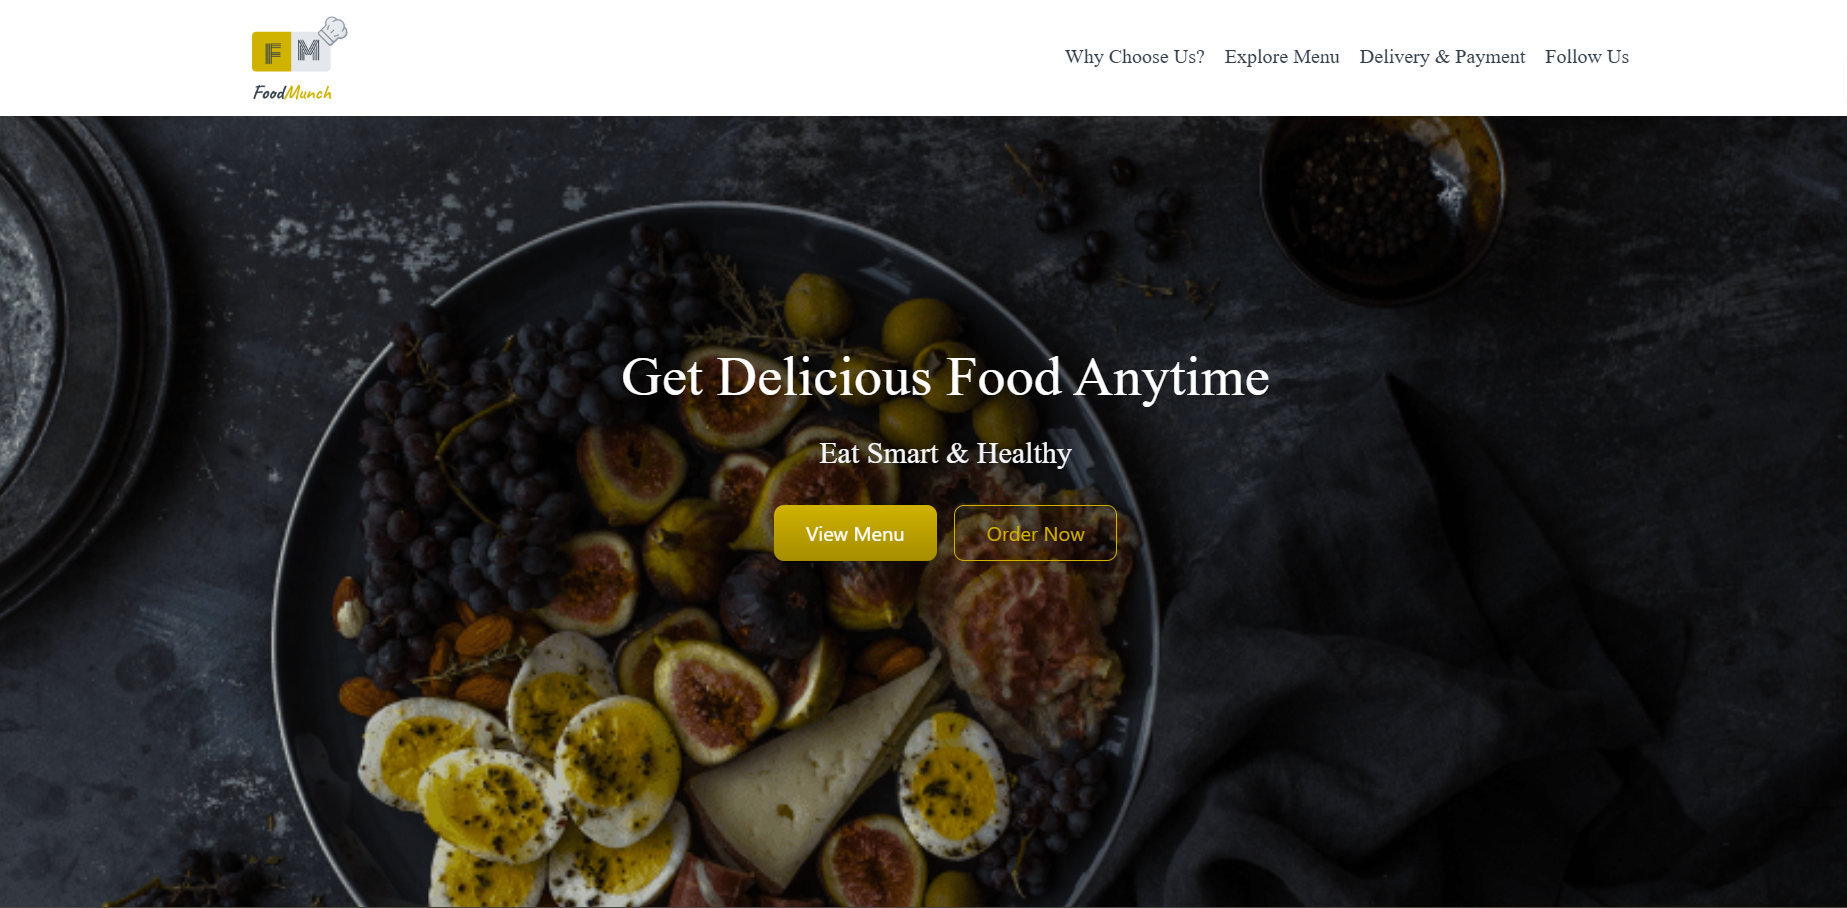 F M
FoodMunch
Why Choose Us? Explore Menu Delivery & Payment Follow Us
Get Delicious Food Anytime
Eat Smart & Healthy
View Menu Order Now